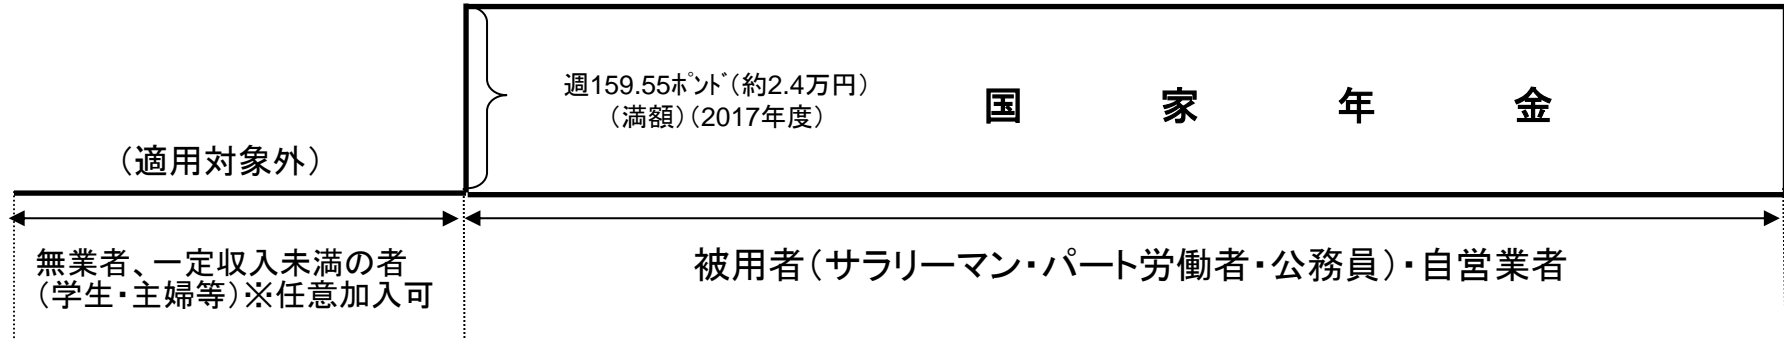 週159.55ﾎﾟﾝﾄﾞ(約2.4万円)
(満額)(2017年度)
国 家 年 金
(適用対象外)
無業者、一定収入未満の者
(学生・主婦等)※任意加入可
被用者(サラリーマン・パート労働者・公務員)・自営業者